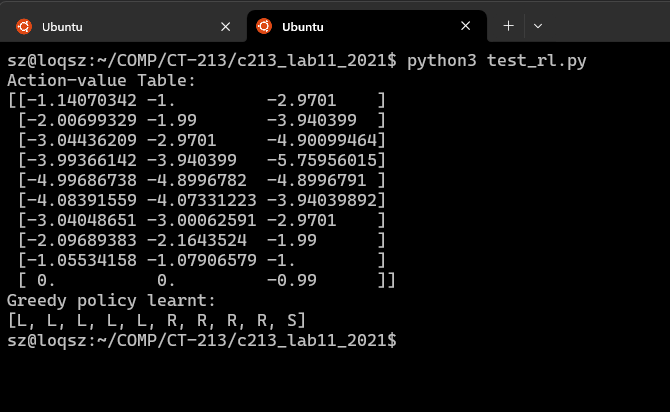 Ubuntu
Ubuntu
sz@loqsz:~/COMP/CT-213/c213_lab11_2021$ python3 test_rl.py
Action-value Table:
[[-1.14070342 -1.         -2.9701    ]
 [-2.00699329 -1.99       -3.940399  ]
 [-3.04436209 -2.9701     -4.90099464]
 [-3.99366142 -3.940399   -5.75956015]
 [-4.99686738 -4.8996782  -4.8996791 ]
 [-4.08391559 -4.07331223 -3.94039892]
 [-3.04048651 -3.00062591 -2.9701    ]
 [-2.09689383 -2.1643524  -1.99      ]
 [-1.05534158 -1.07906579 -1.        ]
 [ 0.          0.         -0.99      ]]
Greedy policy learnt:
[L, L, L, L, L, R, R, R, R, S]
sz@loqsz:~/COMP/CT-213/c213_lab11_2021$